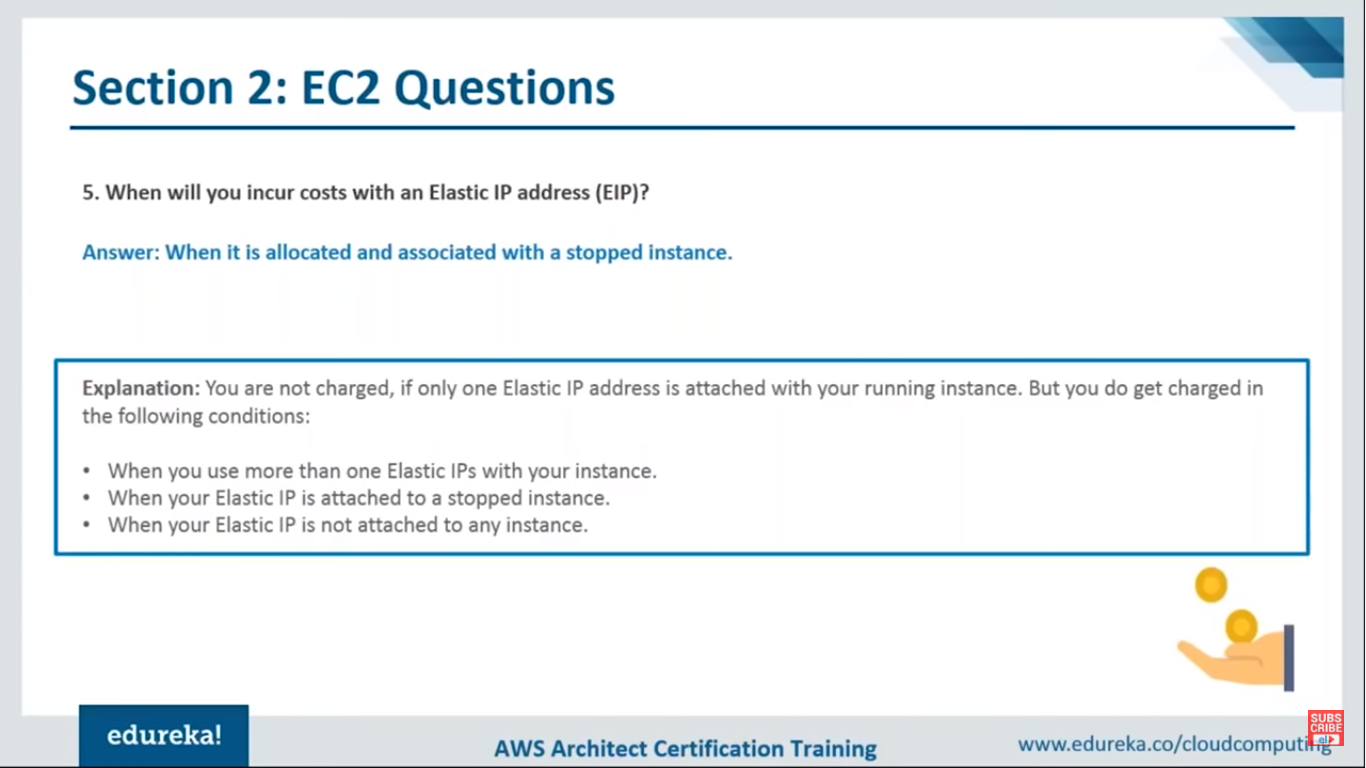 Section 2: EC2 Questions
5. When will you incur costs with an Elastic IP address (EIP)?
Answer: When it is allocated and associated with a stopped instance.
Explanation: You are not charged, if only one Elastic IP address is attached with your running instance. But you do get charged in
the following conditions:
• When you use more than one Elastic IPs with your instance.
• When your Elastic IP is attached to a stopped instance.
• When your Elastic IP is not attached to any instance.
edureka!
AWS Architect Certification Training
www.edureka.co/cloudcomputing
SUBS
CRIBE